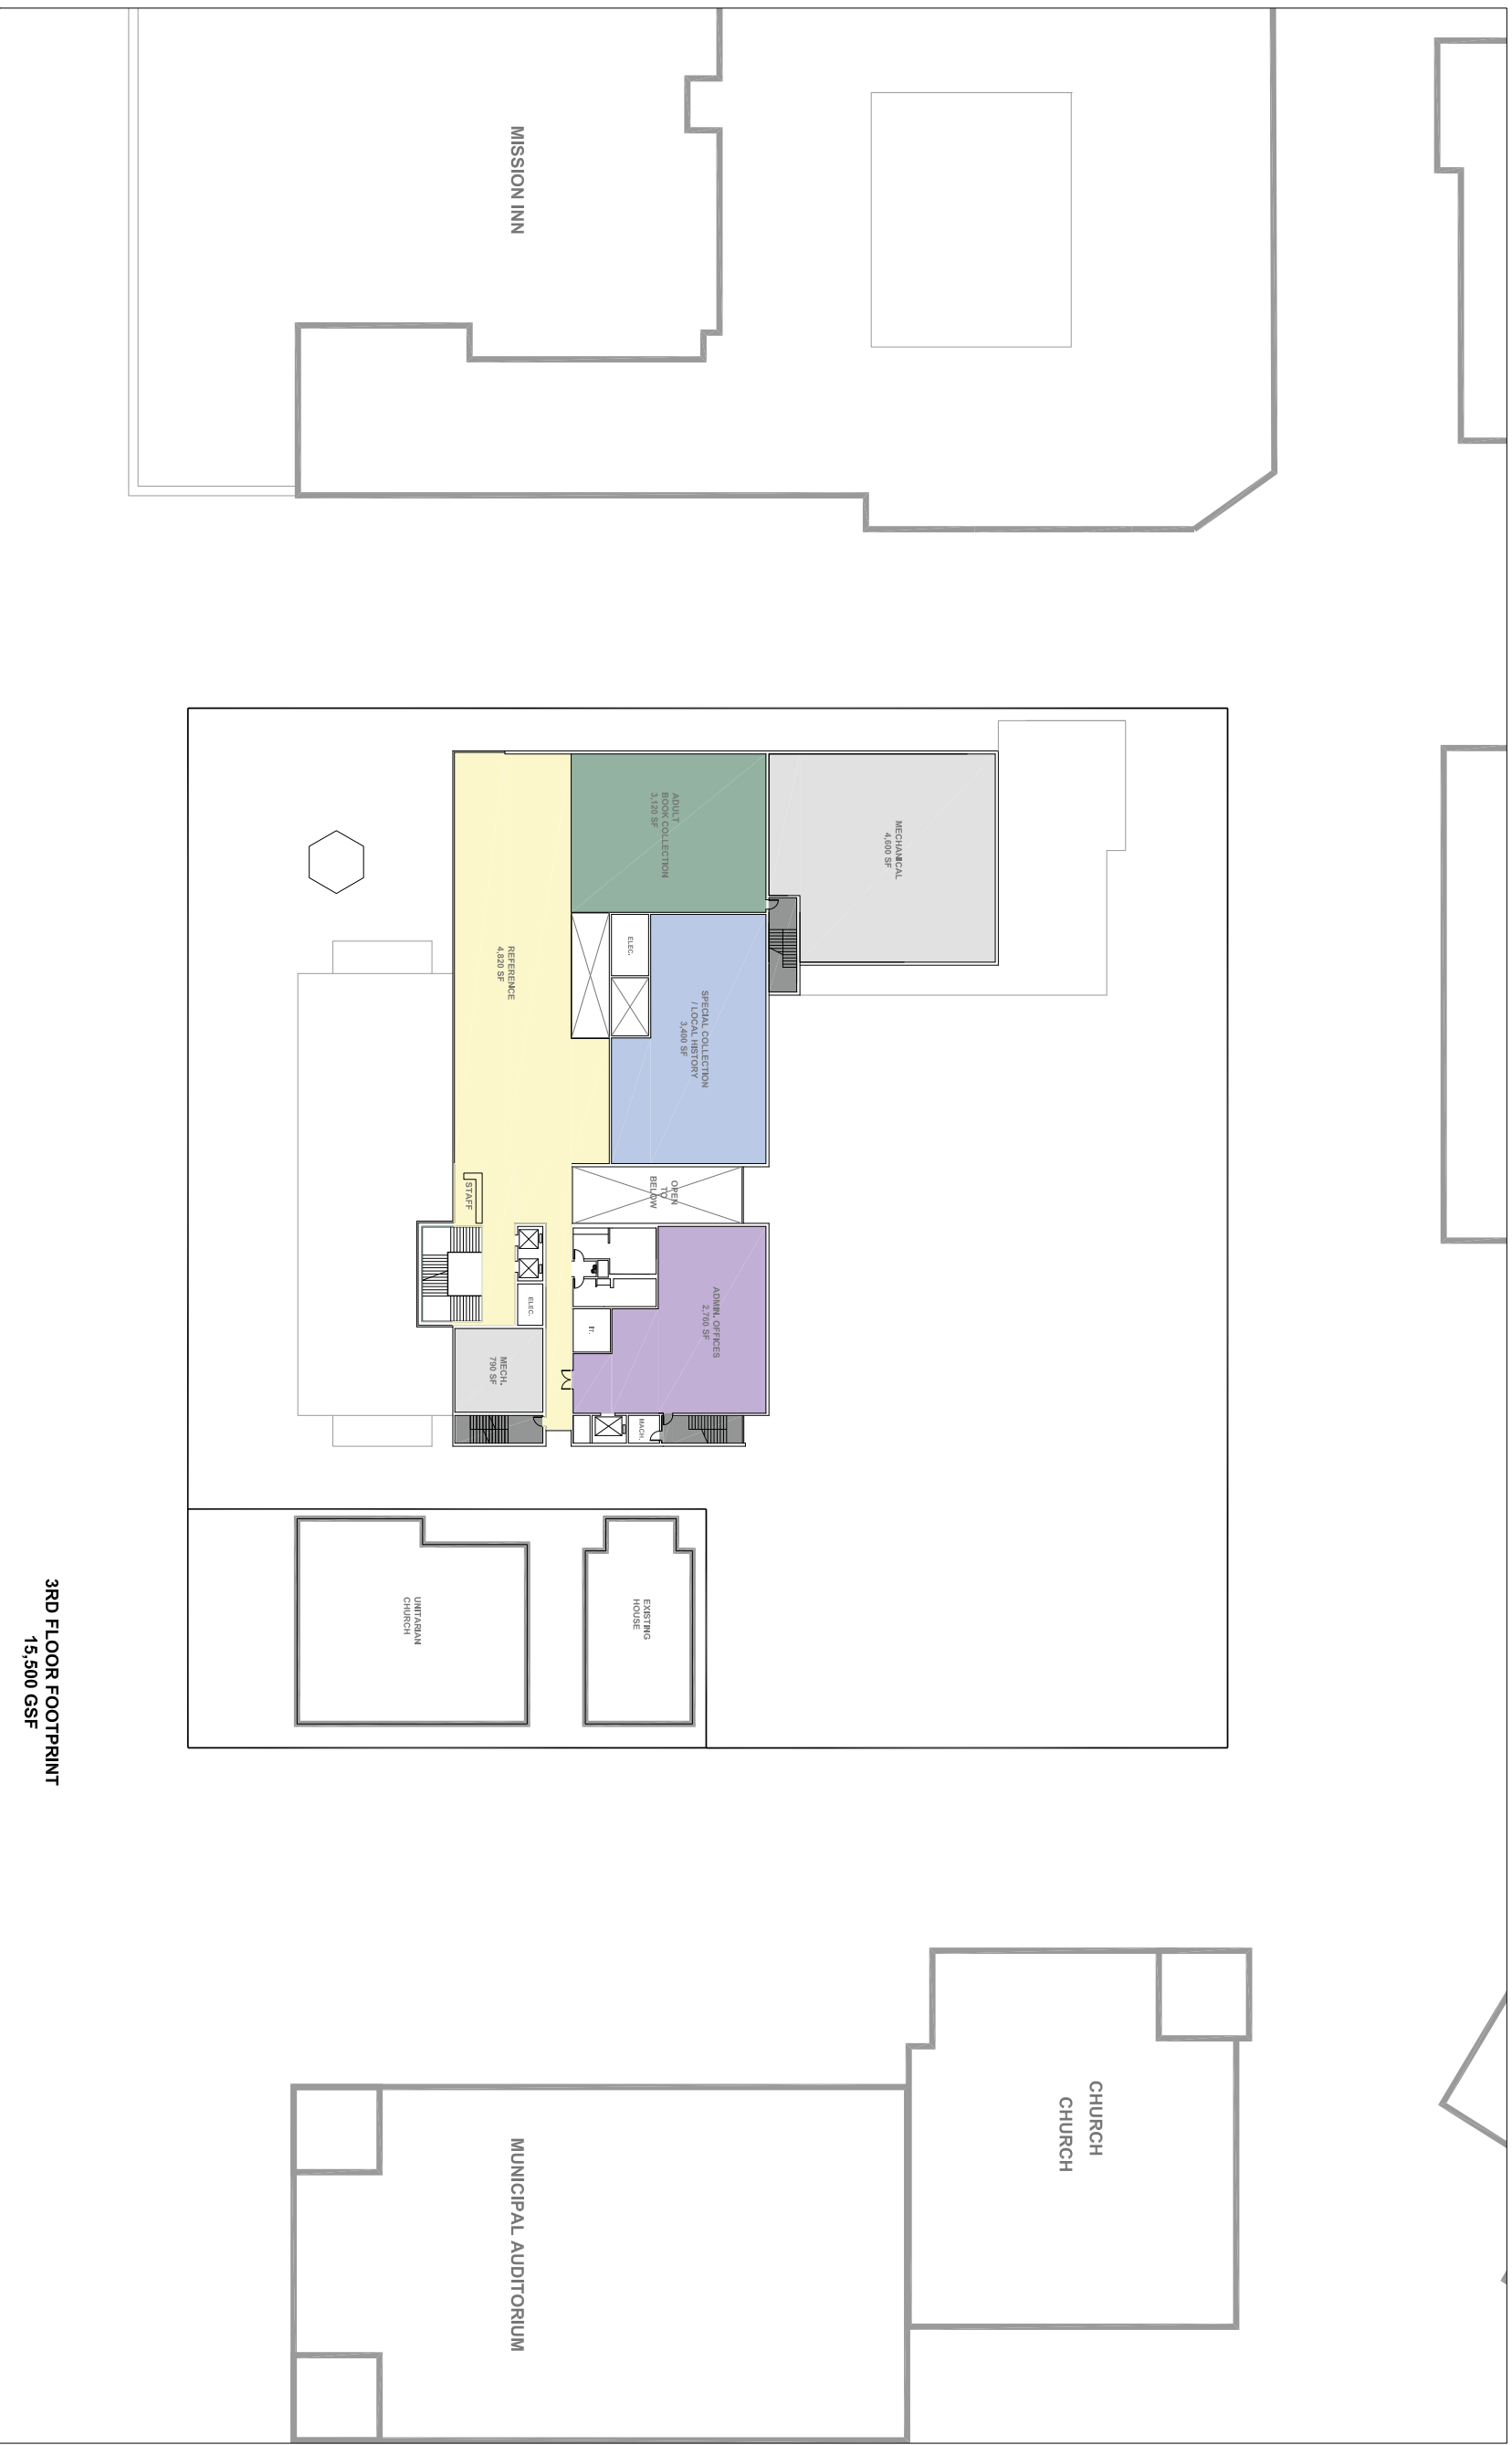 MISSION INN
MECHANICAL
4,600 SF
ADULT
BOOK COLLECTION
3,120 SF
REFERENCE
4,820 SF
ELEC.
SPECIAL COLLECTION
/ LOCAL HISTORY
3,400 SF
OPEN
TO
BELOW
STAFF
ELEC.
IT.
ADMIN. OFFICES
2,760 SF
MECH.
790 SF
MACH.
UNITARIAN
CHURCH
EXISTING
HOUSE
3RD FLOOR FOOTPRINT
15,500 GSF
CHURCH
CHURCH
MUNICIPAL AUDITORIUM